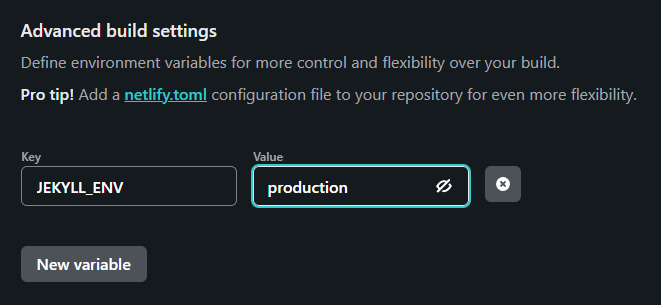 Advanced build settings
Define environment variables for more control and flexibility over your build.
Pro tip! Add a netlify.toml configuration file to your repository for even more flexibility.
Key Value
JEKYLL_ENV production
New variable